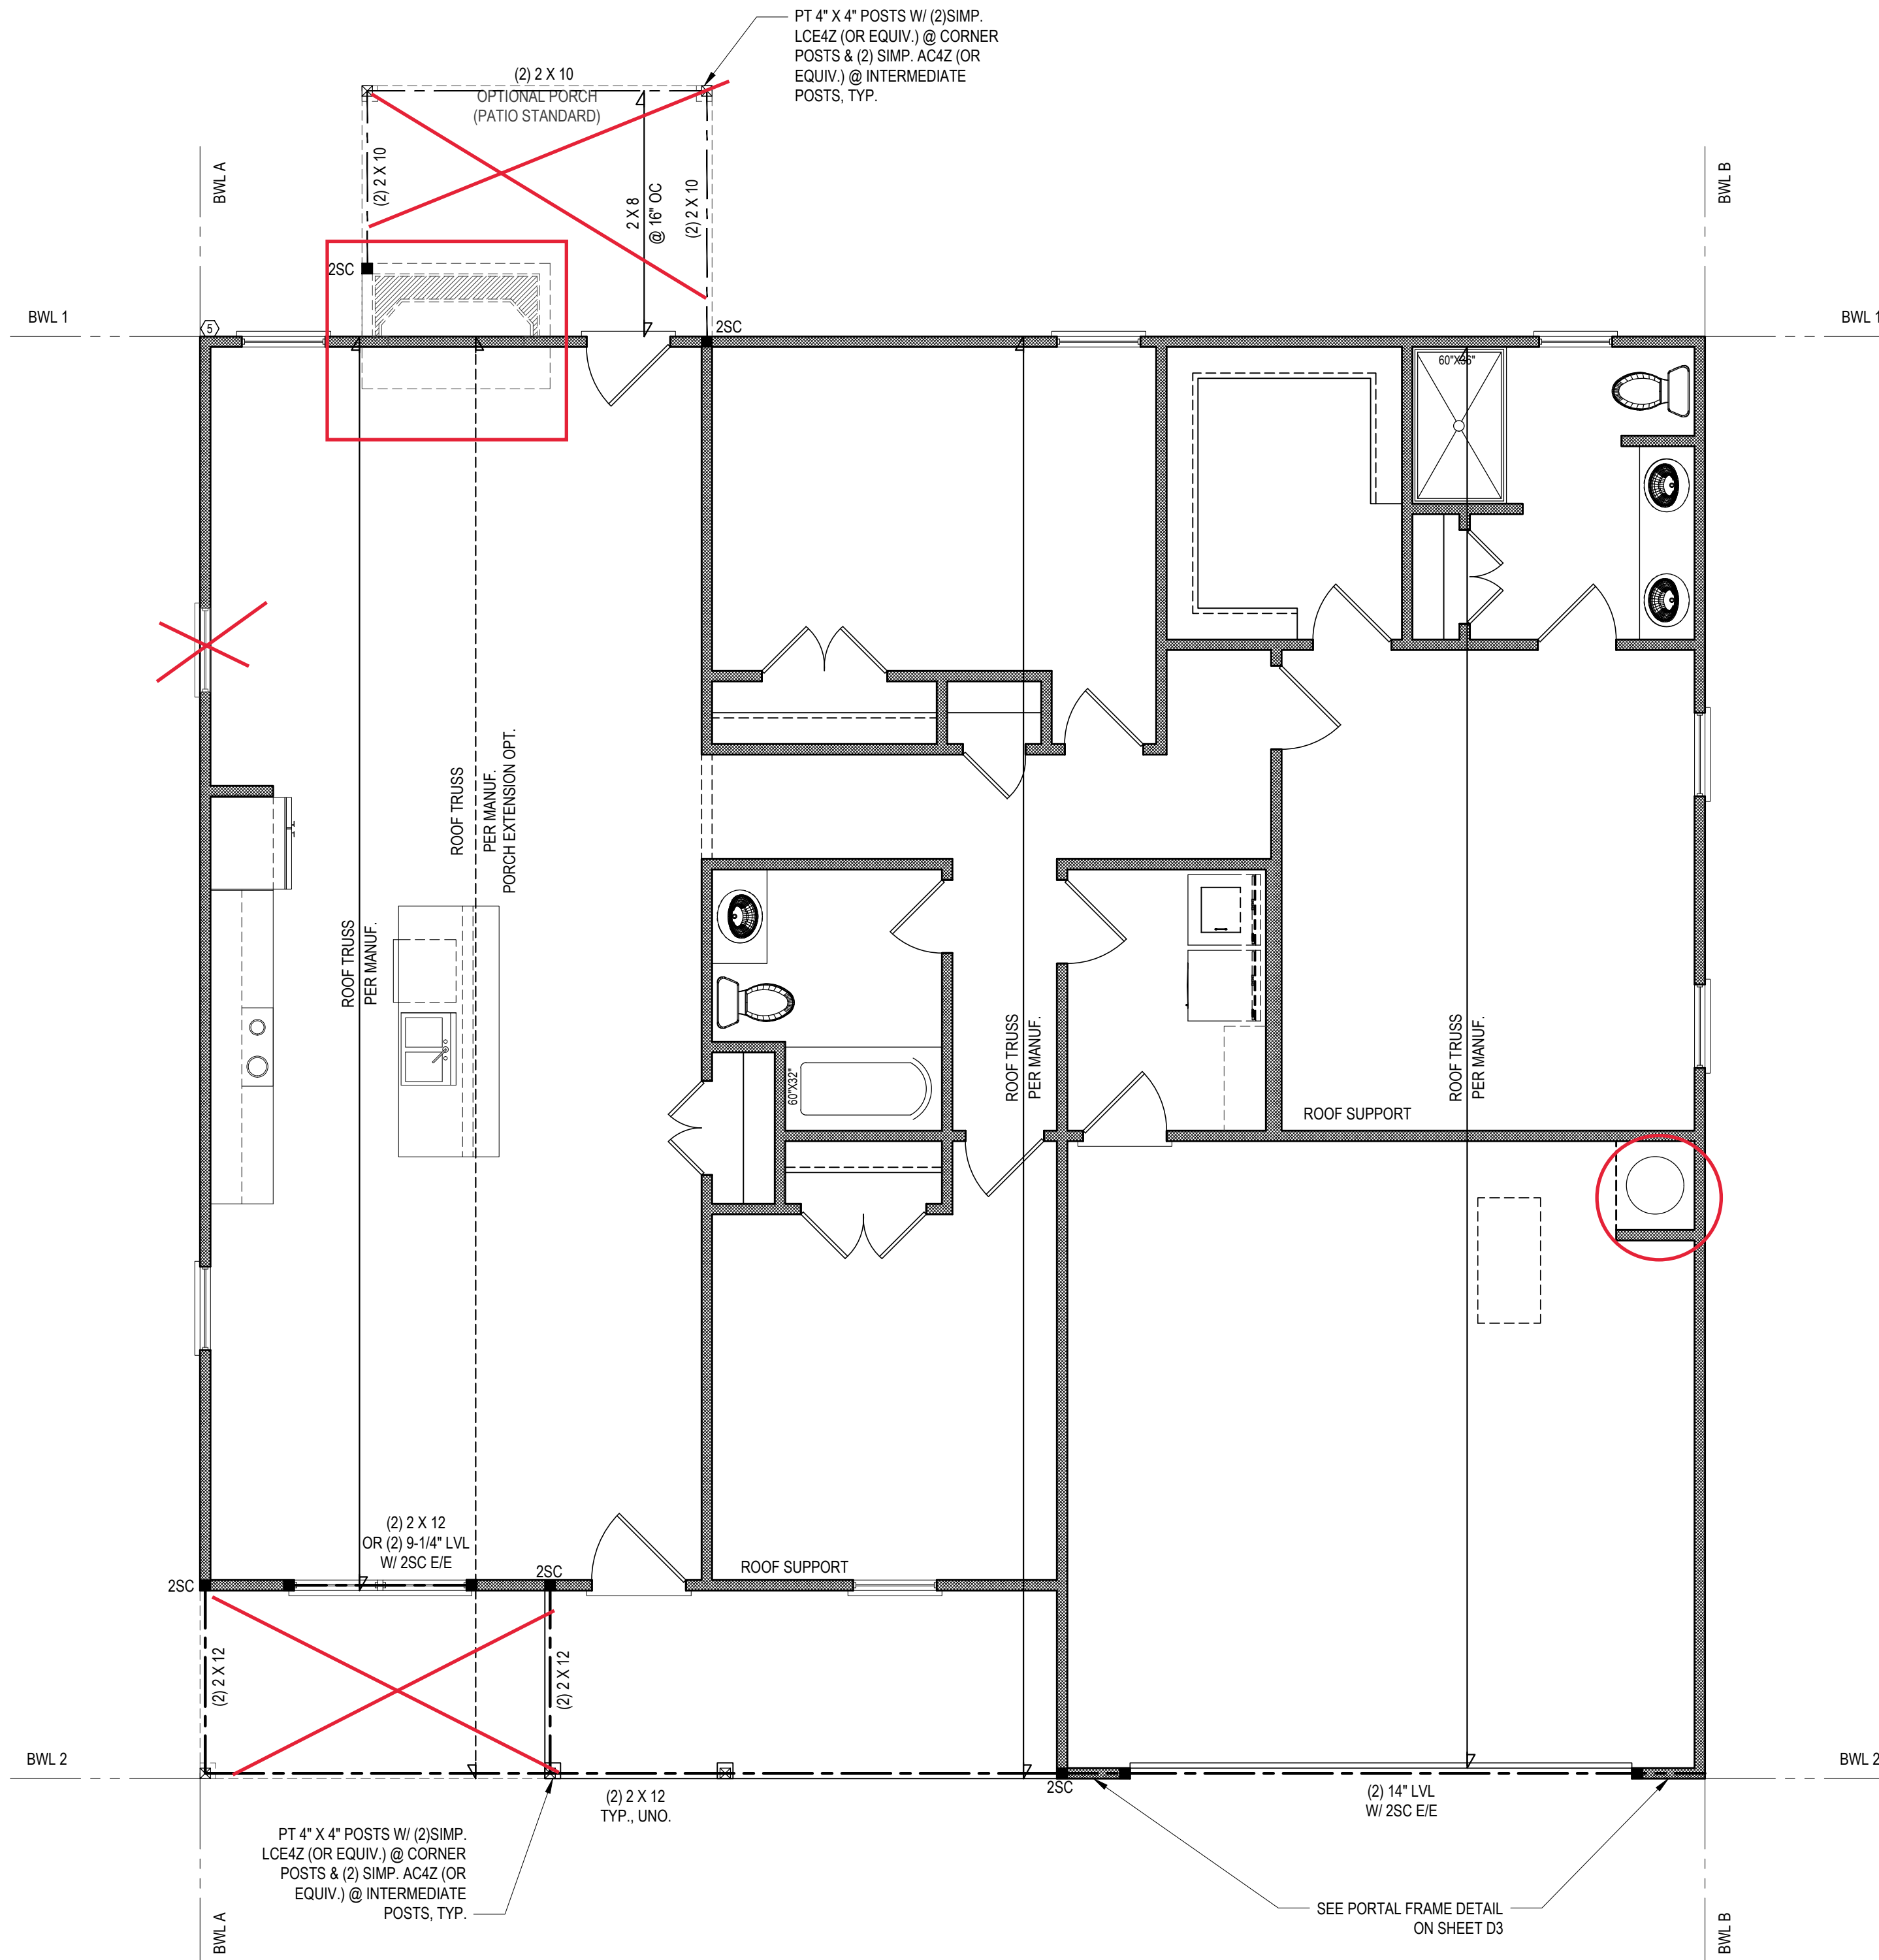 PT 4" X 4" POSTS W/ (2)SIMP.
LCE4Z (OR EQUIV.) @ CORNER
POSTS & (2) SIMP. AC4Z (OR
EQUIV.) @ INTERMEDIATE
POSTS, TYP.
(2) 2 X 10
OPTIONAL PORCH
(PATIO STANDARD)
(2) 2 X 10
2 X 8
@ 16" OC
(2) 2 X 10
BWL A
BWL B
2SC
BWL 1
5
2SC
BWL 1
60"X36"
ROOF TRUSS
PER MANUF.
PORCH EXTENSION OPT.
ROOF TRUSS
PER MANUF.
60"X32"
ROOF TRUSS
PER MANUF.
ROOF TRUSS
PER MANUF.
ROOF SUPPORT
(2) 2 X 12
OR (2) 9-1/4" LVL
W/ 2SC E/E
2SC
2SC
ROOF SUPPORT
(2) 2 X 12
(2) 2 X 12
BWL 2
BWL 2
2SC
(2) 2 X 12
TYP., UNO.
(2) 14" LVL
W/ 2SC E/E
PT 4" X 4" POSTS W/ (2)SIMP.
LCE4Z (OR EQUIV.) @ CORNER
POSTS & (2) SIMP. AC4Z (OR
EQUIV.) @ INTERMEDIATE
POSTS, TYP.
SEE PORTAL FRAME DETAIL
ON SHEET D3
BWL A
BWL B